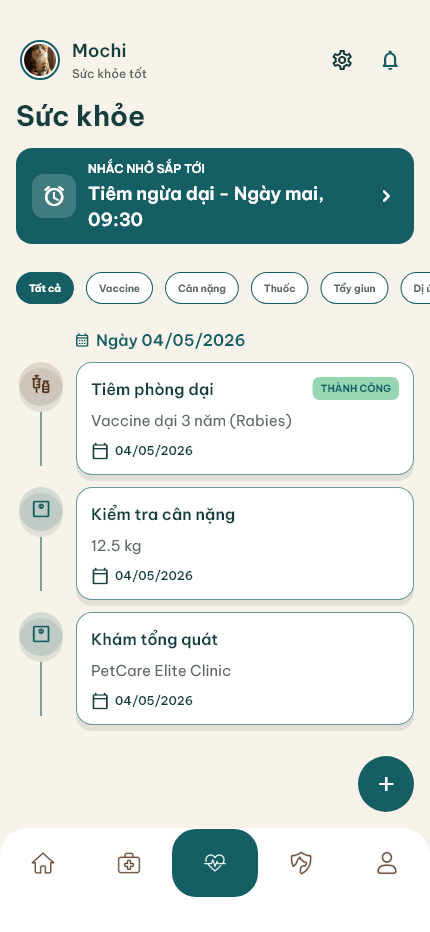 Mochi
Sức khỏe tốt
Sức khỏe
NHẮC NHỞ SẮP TỚI
Tiêm ngừa dại - Ngày mai,
09:30
Tất cả
Vaccine
Cân nặng
Thuốc
Tẩy giun
Dị ứ
Ngày 04/05/2026
Tiêm phòng dại
THÀNH CÔNG
Vaccine dại 3 năm (Rabies)
04/05/2026
Kiểm tra cân nặng
12.5 kg
04/05/2026
Khám tổng quát
PetCare Elite Clinic
04/05/2026